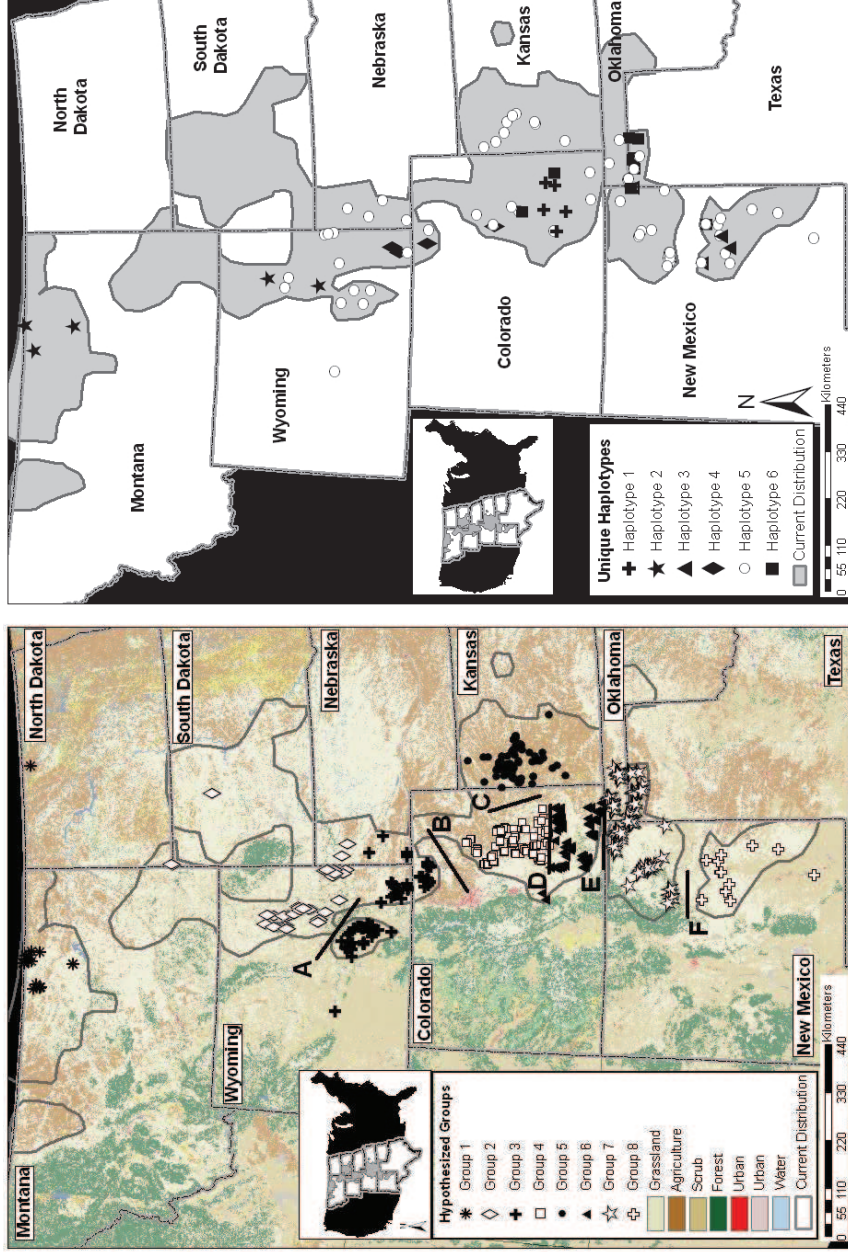 Montana
North Dakota
South Dakota
Wyoming
Nebraska
A
B
Colorado
C
Kansas
D
E
Oklahoma
F
New Mexico
Texas
Hypothesized Groups
Group 1
Group 2
Group 3
Group 4
Group 5
Group 6
Group 7
Group 8
Grassland
Agriculture
Scrub
Forest
Urban
Urban
Water
Current Distribution
0 55 110 220 330 440
Kilometers
North
Dakota
South
Dakota
Montana
Wyoming
Nebraska
Colorado
Kansas
Oklahoma
New Mexico
Texas
N
Unique Haplotypes
Haplotype 1
Haplotype 2
Haplotype 3
Haplotype 4
Haplotype 5
Haplotype 6
Current Distribution
0 55 110 220 330 440
Kilometers